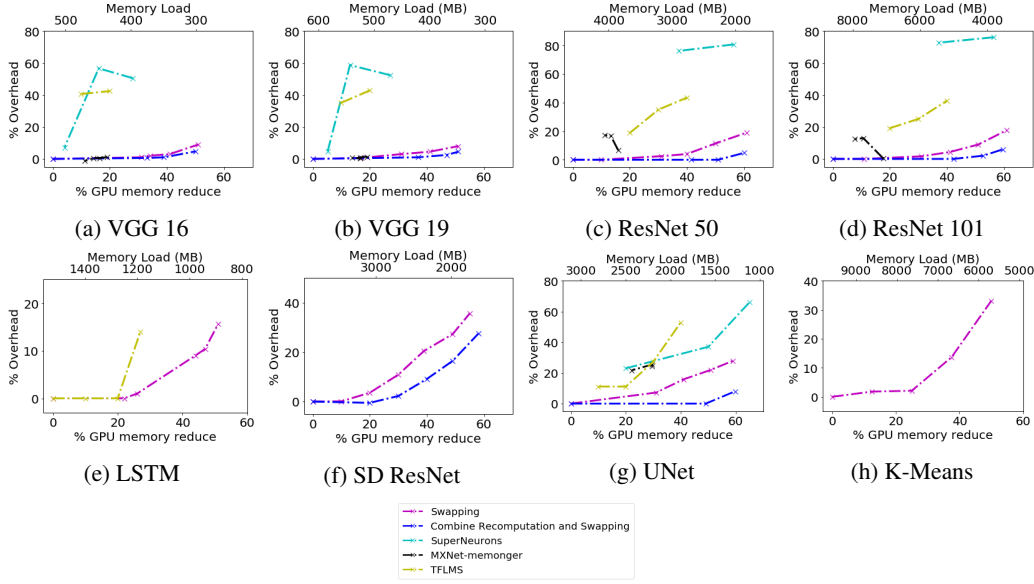 Memory Load
500 400 300
80
60
40
20
0
% Overhead
0 20 40 60
% GPU memory reduce
(a) VGG 16
Memory Load (MB)
600 500 400 300
80
60
40
20
0
% Overhead
0 20 40 60
% GPU memory reduce
(b) VGG 19
Memory Load (MB)
4000 3000 2000
80
60
40
20
0
% Overhead
0 20 40 60
% GPU memory reduce
(c) ResNet 50
Memory Load (MB)
8000 6000 4000
80
60
40
20
0
% Overhead
0 20 40 60
% GPU memory reduce
(d) ResNet 101
Memory Load (MB)
1400 1200 1000 800
20
10
0
% Overhead
0 20 40 60
% GPU memory reduce
(e) LSTM
Memory Load (MB)
3000 2000
40
20
0
% Overhead
0 20 40 60
% GPU memory reduce
(f) SD ResNet
Memory Load (MB)
3000 2500 2000 1500 1000
80
60
40
20
0
% Overhead
0 20 40 60
% GPU memory reduce
(g) UNet
Memory Load (MB)
9000 8000 7000 6000 5000
40
30
20
10
0
% Overhead
0 20 40 60
% GPU memory reduce
(h) K-Means
Swapping
Combine Recomputation and Swapping
SuperNeurons
MXNet-memonger
TFLMS